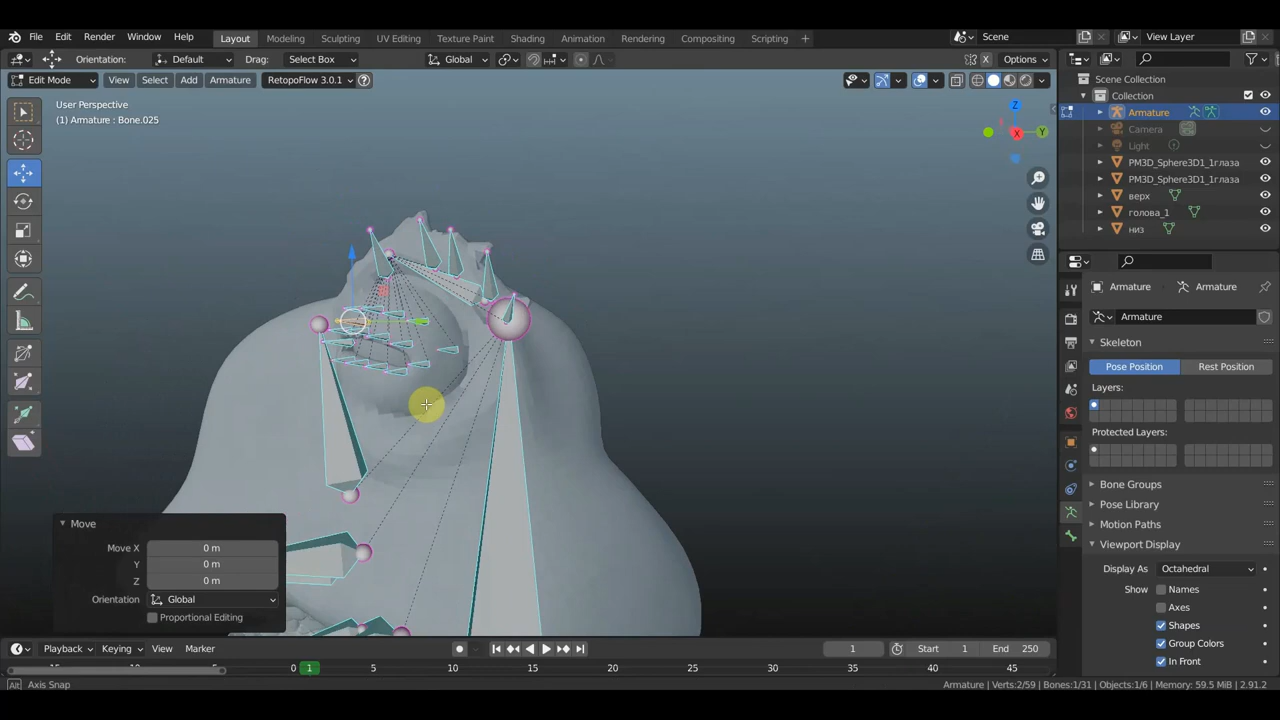 File Edit Render Window Help Layout Modeling Sculpting UV Editing Texture Paint Shading Animation Rendering Compositing Scripting + Scene View Layer
Orientation: Default Drag: Select Box Global Options
Edit Mode View Select Add Armature RetopoFlow 3.0.1
User Perspective
(1) Armature : Bone.025
Z
Y
X
Scene Collection
Collection
Armature
Camera
Light
PM3D_Sphere3D1_1глаза
PM3D_Sphere3D1_1глаза
верх
голова_1
низ
Armature Armature
Armature
Skeleton
Pose Position Rest Position
Layers:
Protected Layers:
Bone Groups
Pose Library
Motion Paths
Viewport Display
Display As Octahedral
Show Names
Axes
Shapes
Group Colors
In Front
Move
Move X 0 m
Y 0 m
Z 0 m
Orientation Global
Proportional Editing
Playback Keying View Marker 1 Start 1 End 250
0 1 5 10 15 20 25 30 35 40 45
Alt Axis Snap Armature | Verts:2/59 | Bones:1/31 | Objects:1/6 | Memory: 59.5 MiB | 2.91.2